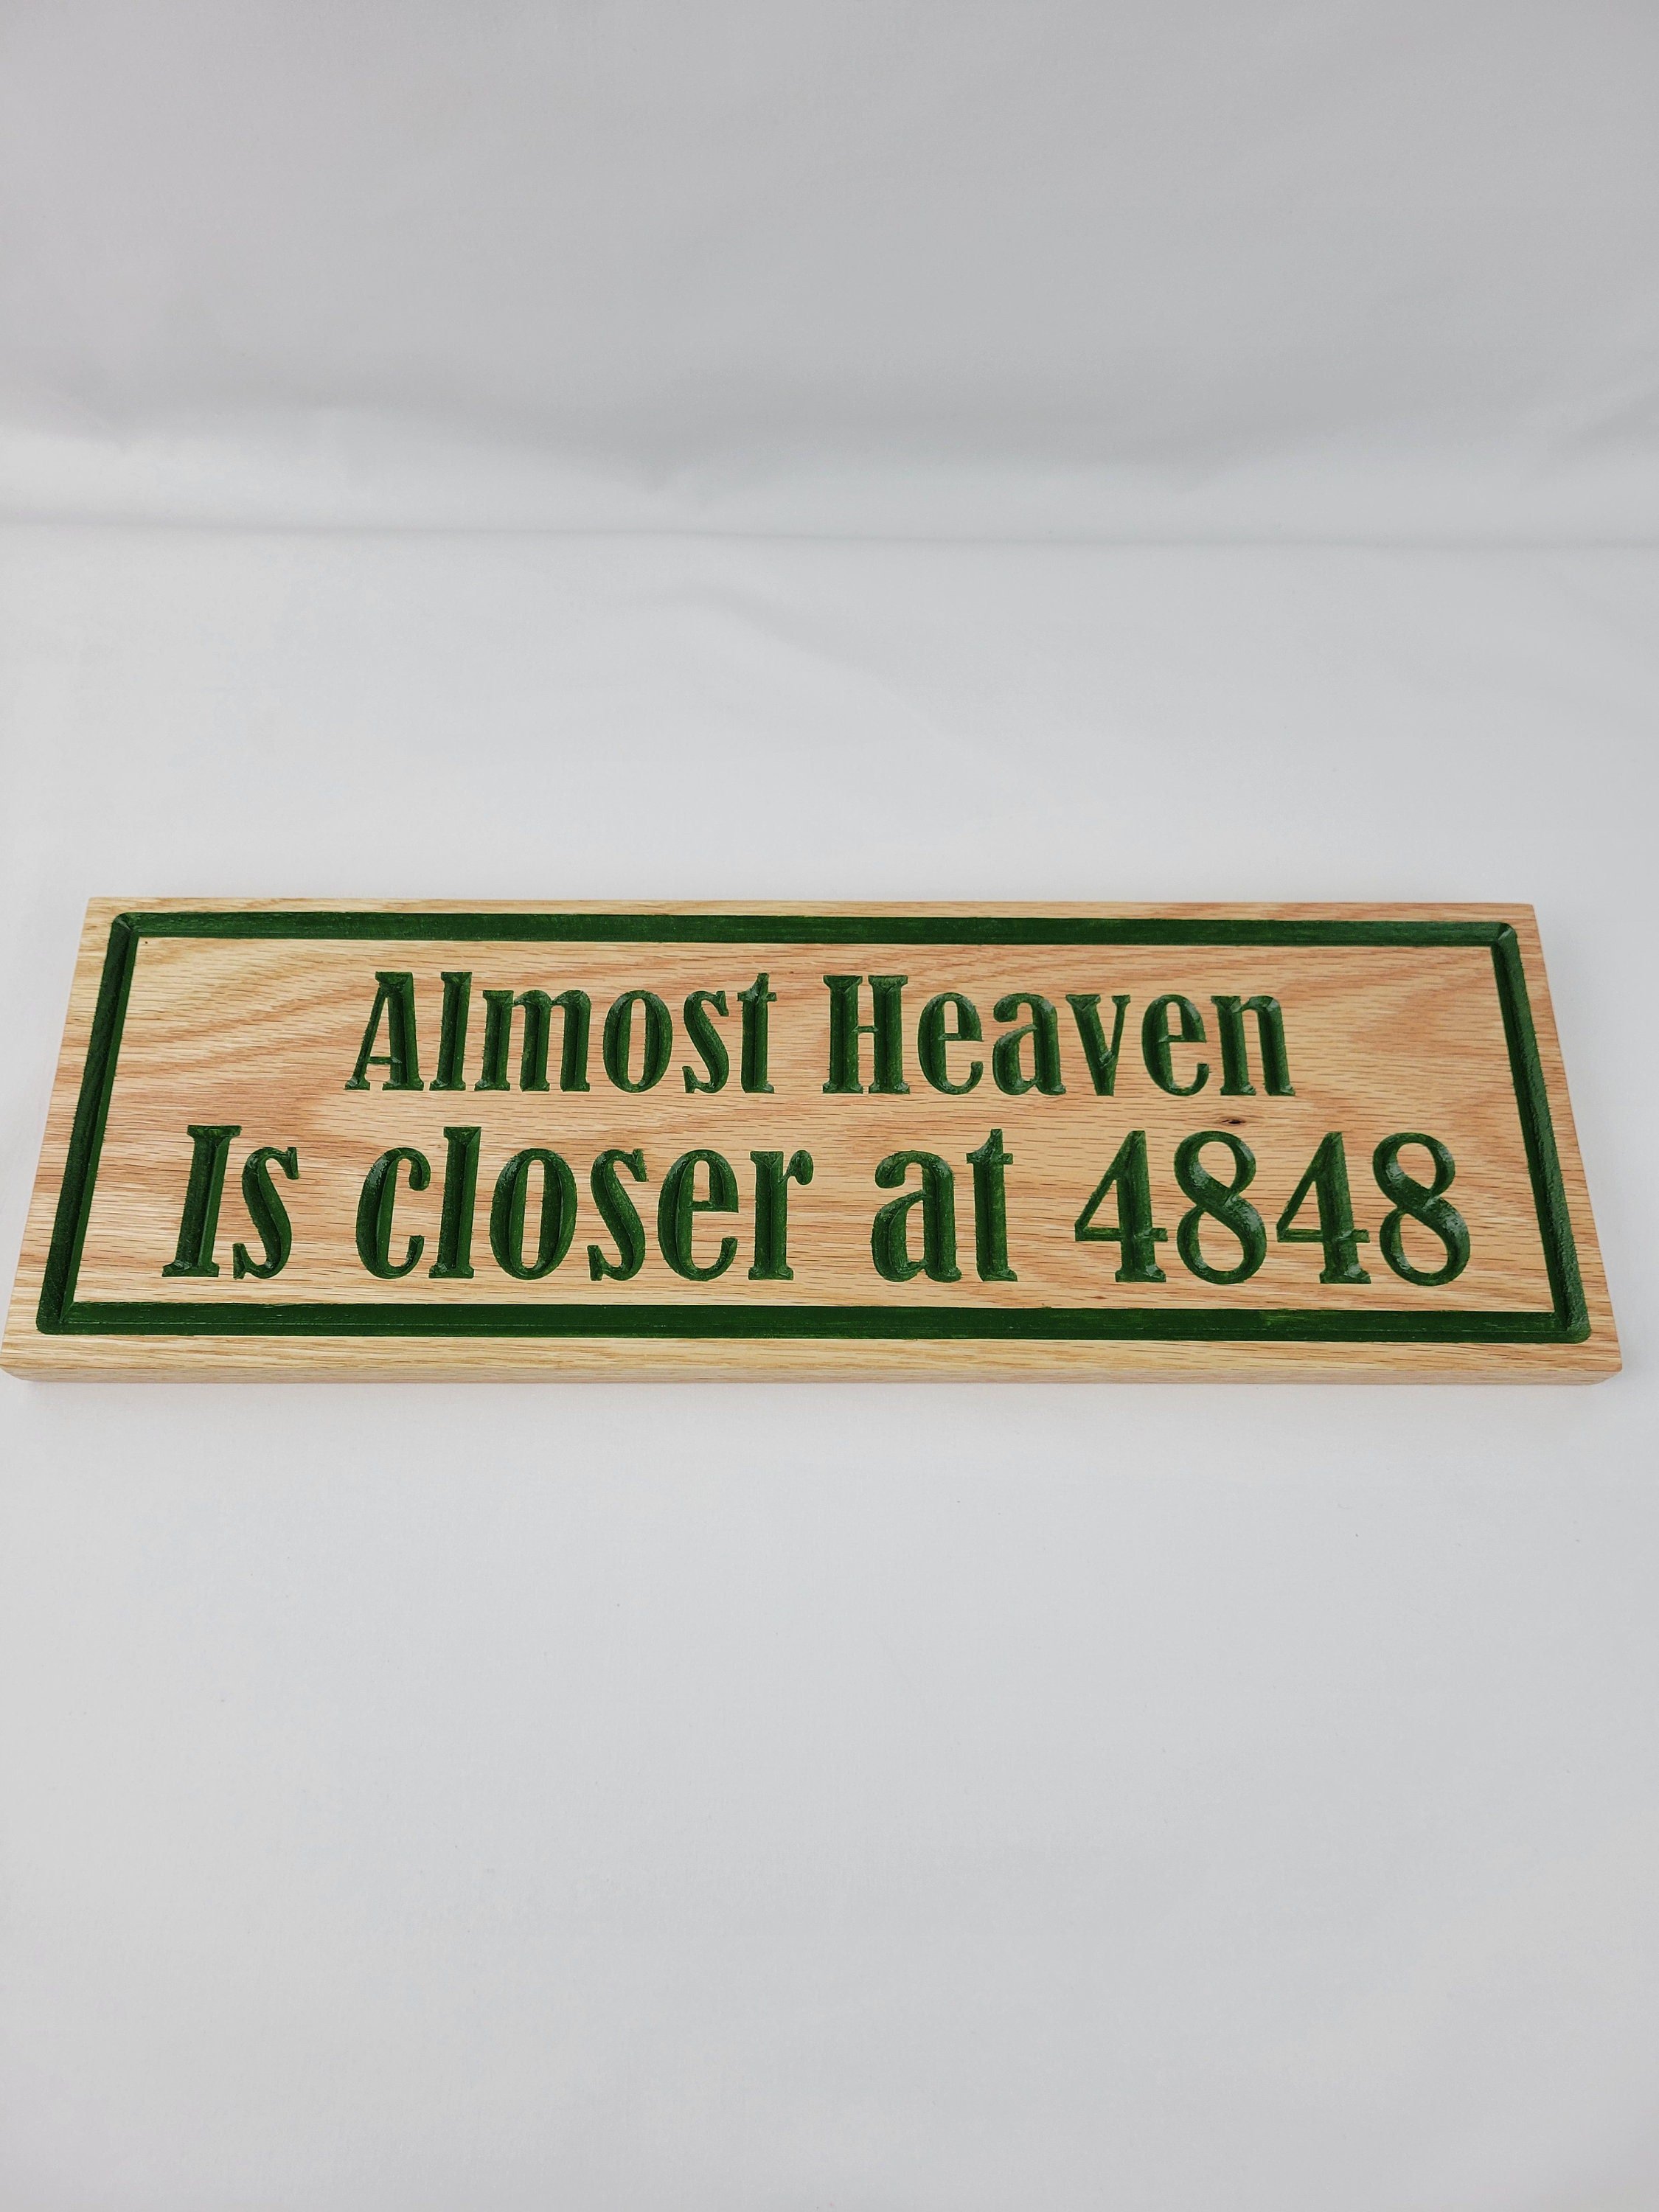 Almost Heaven
Is closer at 4848